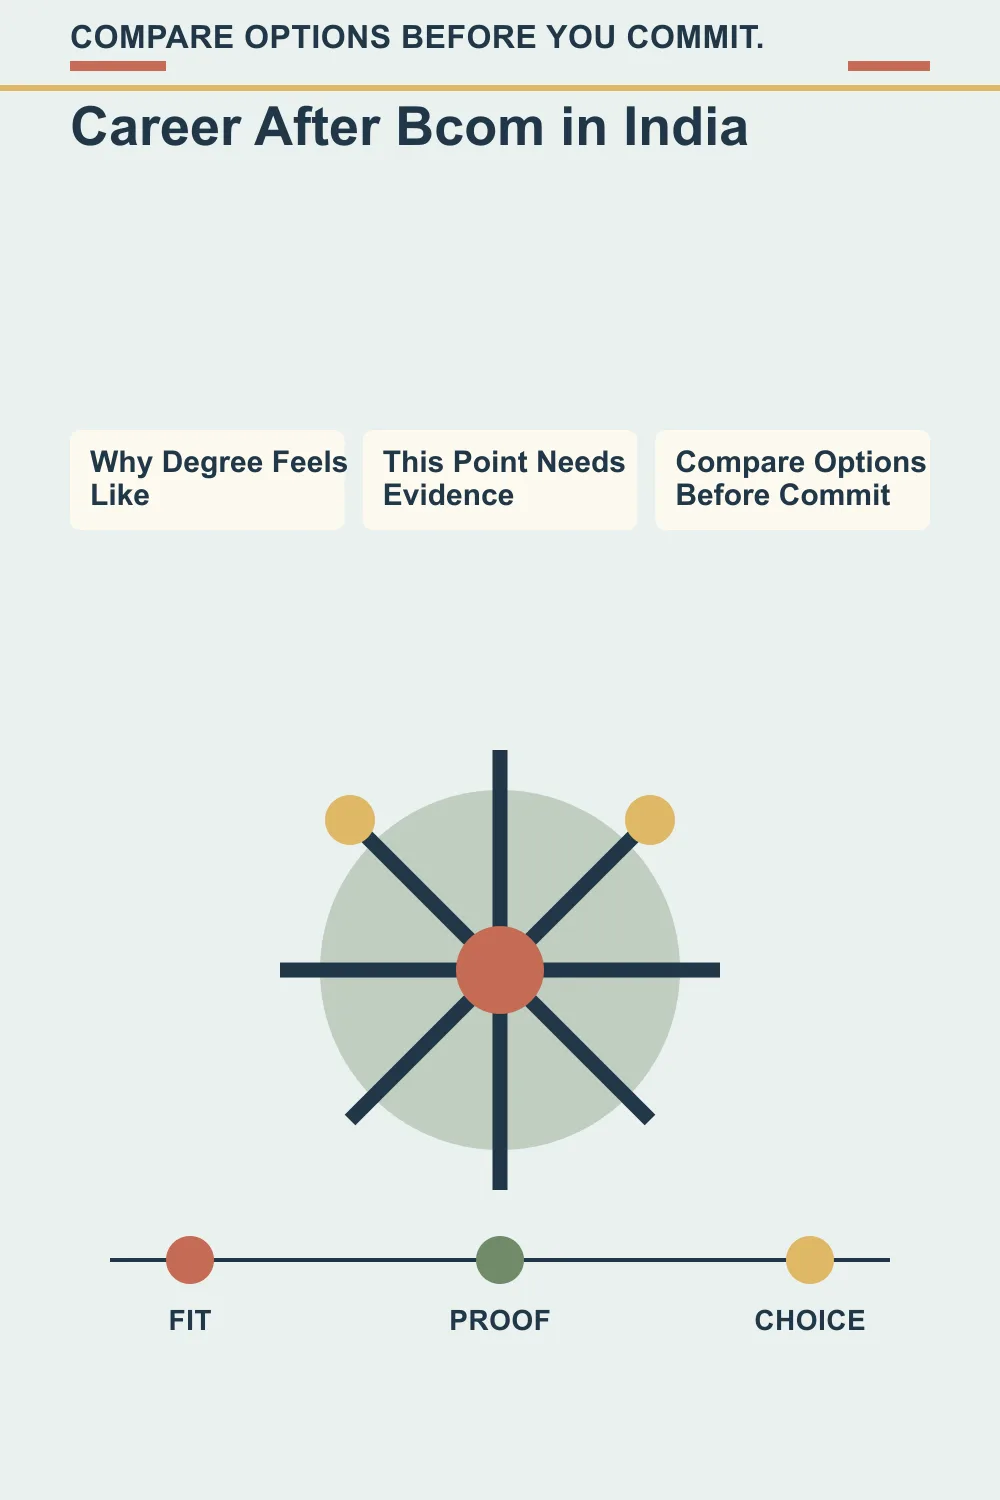 COMPARE OPTIONS BEFORE YOU COMMIT.
Career After Bcom in India
Why Degree Feels
Like
This Point Needs
Evidence
Compare Options
Before Commit
FIT
PROOF
CHOICE